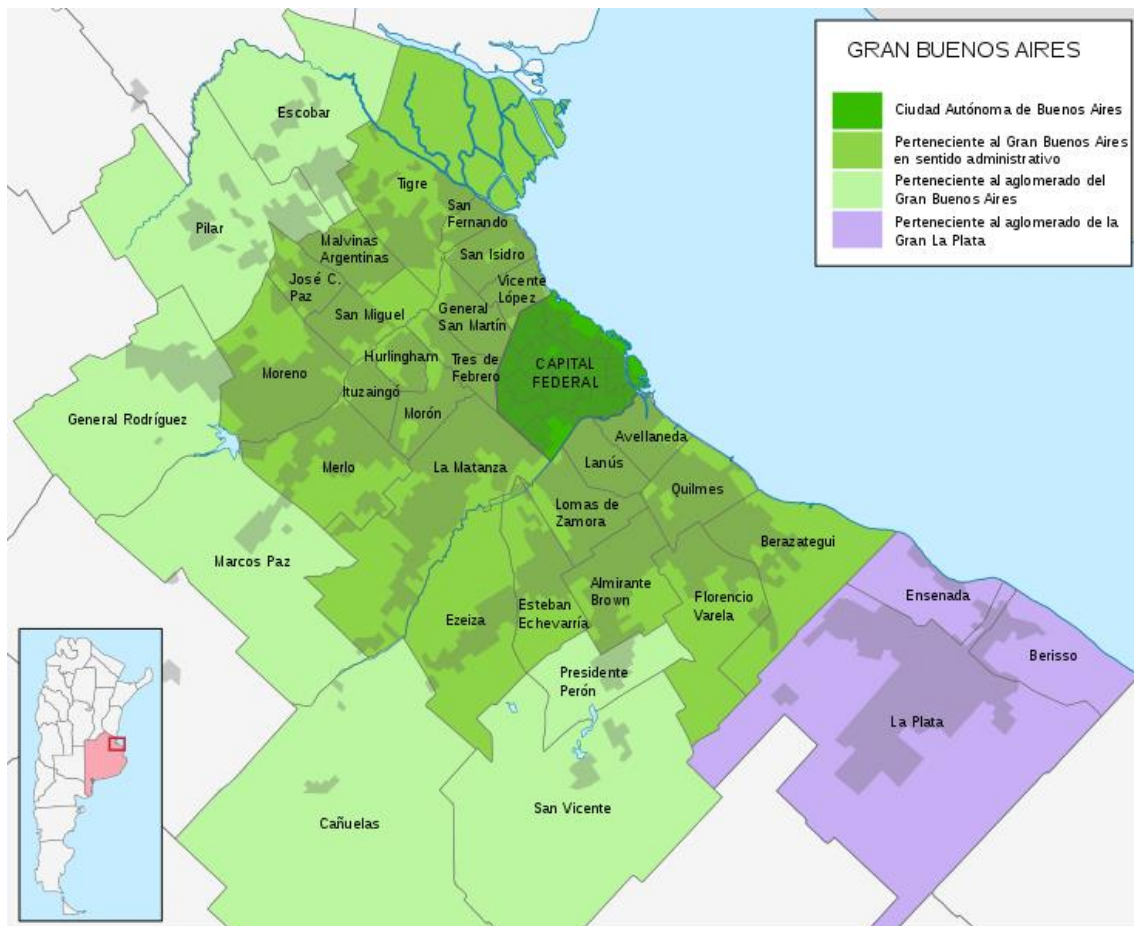 GRAN BUENOS AIRES
Ciudad Autónoma de Buenos Aires
Perteneciente al Gran Buenos Aires
en sentido administrativo
Perteneciente al aglomerado del
Gran Buenos Aires
Perteneciente al aglomerado de la
Gran La Plata
Escobar
Tigre
San
Fernando
Pilar
Malvinas
Argentinas
San Isidro
José C.
Paz
Vicente
López
San Miguel
General
San Martín
Hurlingham
Tres de
Febrero
CAPITAL
FEDERAL
Moreno
Ituzaingó
Morón
General Rodríguez
Avellaneda
Merlo
La Matanza
Lanús
Quilmes
Lomas de
Zamora
Berazategui
Marcos Paz
Almirante
Brown
Florencio
Varela
Ensenada
Esteban
Echevarría
Ezeiza
Berisso
Presidente
Perón
La Plata
San Vicente
Cañuelas